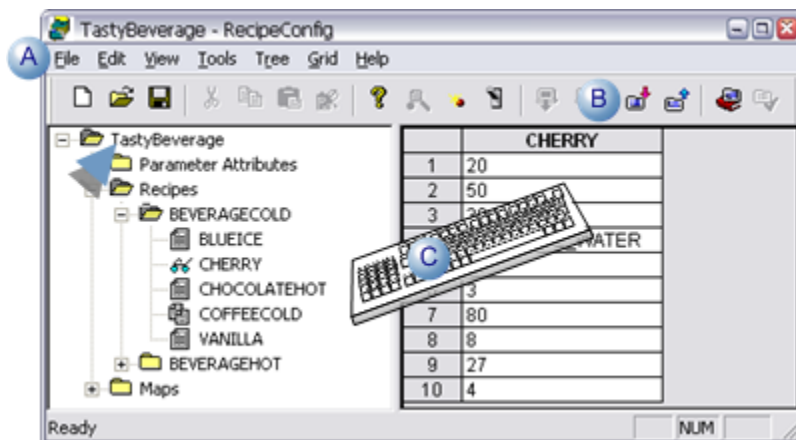 TastyBeverage - RecipeConfig
A
File Edit View Tools Tree Grid Help
B
TastyBeverage
Parameter Attributes
Recipes
BEVERAGECOLD
BLUEICE
CHERRY
CHOCOLATEHOT
COFFEECOLD
VANILLA
BEVERAGEHOT
Maps
CHERRY
1 20
2 50
3
WATER
C
3
7 80
8 8
9 27
10 4
Ready
NUM